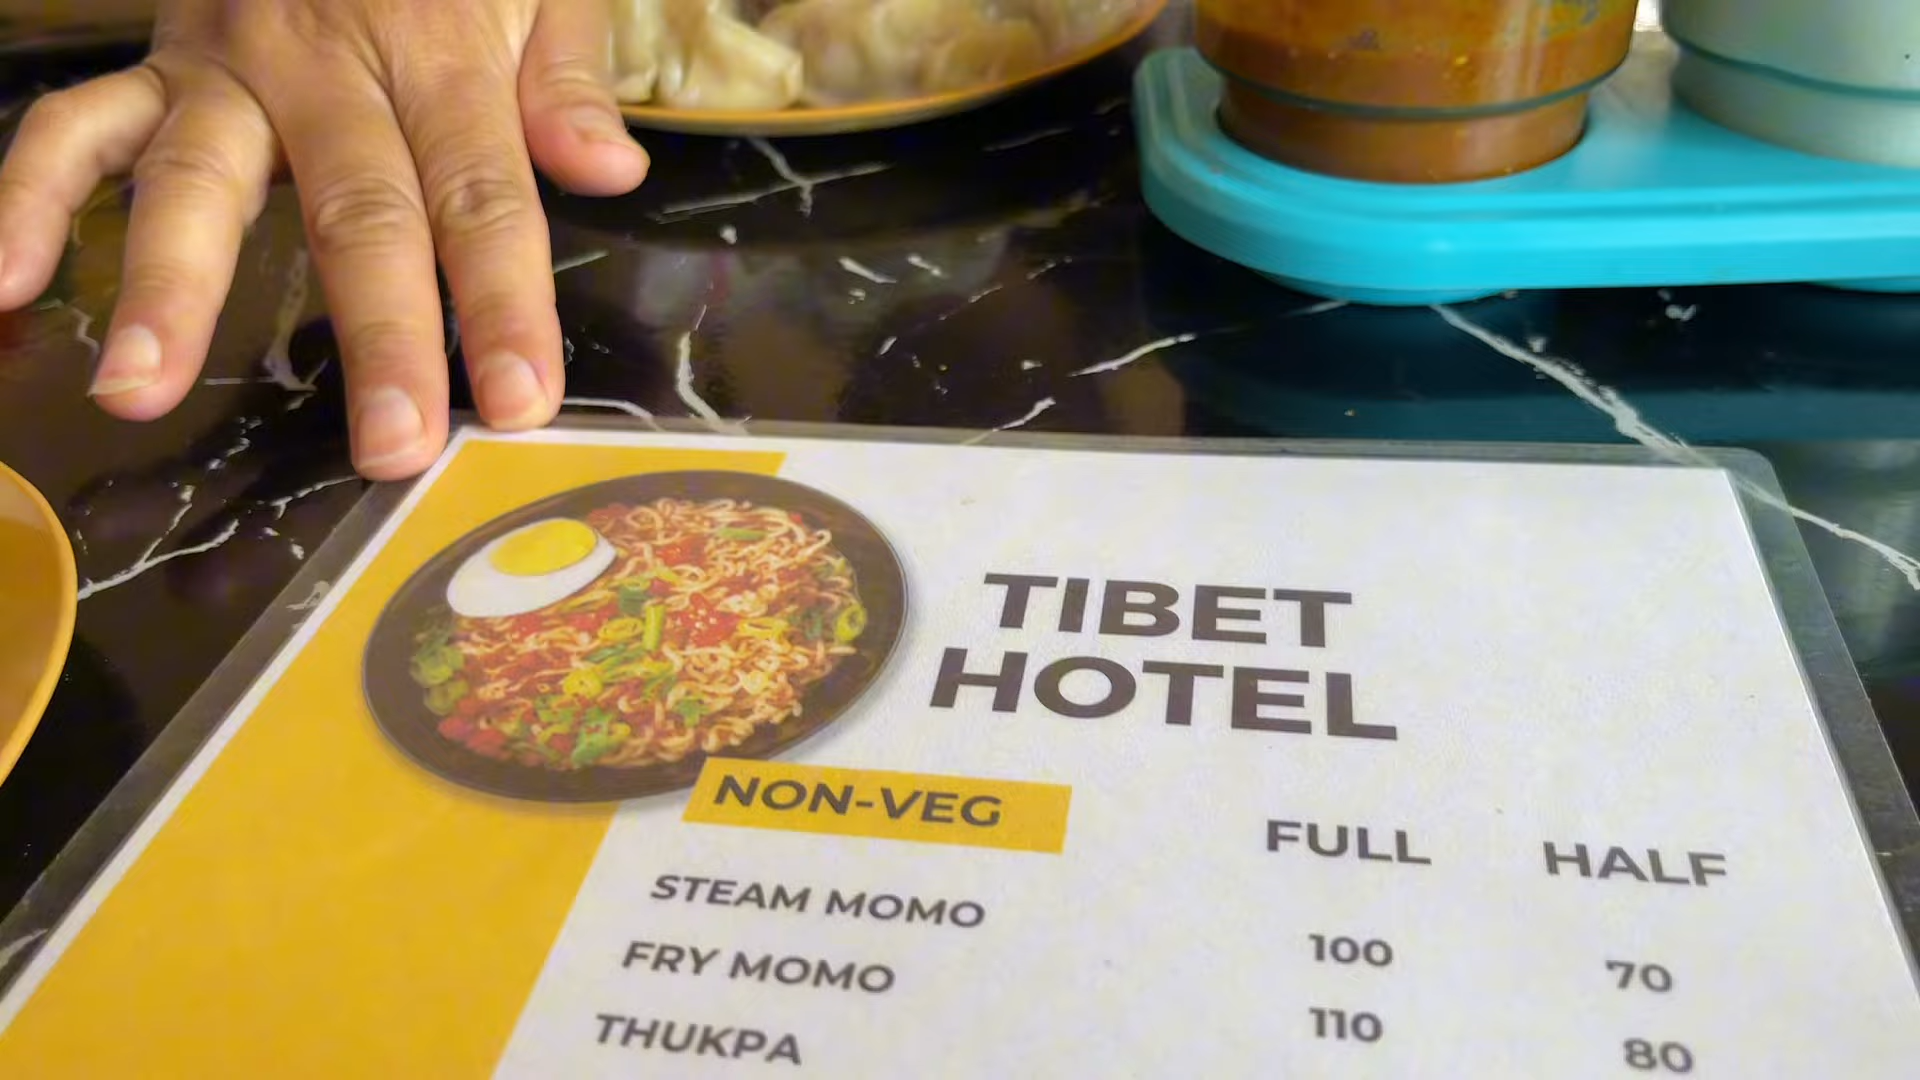 TIBET
HOTEL
NON-VEG FULL HALF
STEAM MOMO 100 70
FRY MOMO 110 80
THUKPA